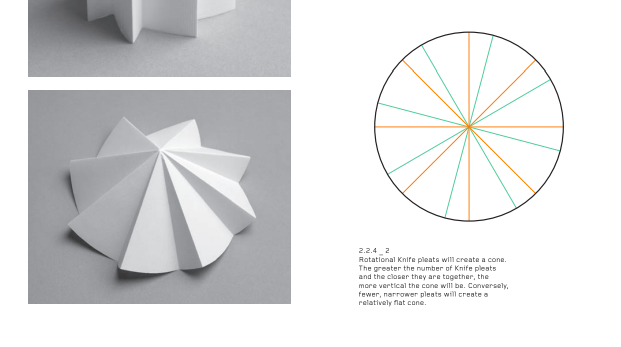 2.2.4 _ 2
Rotational Knife pleats will create a cone.
The greater the number of Knife pleats
and the closer they are together, the
more vertical the cone will be. Conversely,
fewer, narrower pleats will create a
relatively flat cone.